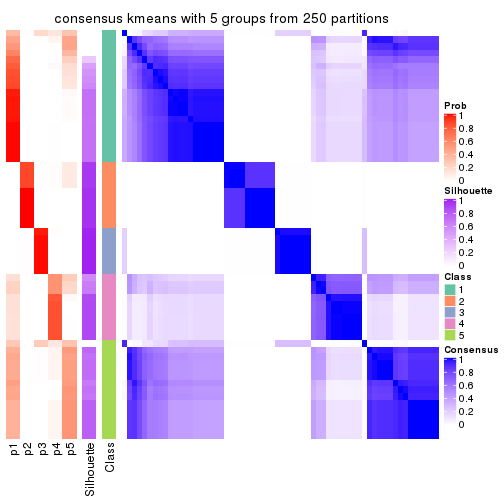 consensus kmeans with 5 groups from 250 partitions
Prob
1
0.8
0.6
0.4
0.2
0
Silhouette
1
0.8
0.6
0.4
0.2
0
Class
1
2
3
4
5
Consensus
1
0.8
0.6
0.4
0.2
0
p1
p2
p3
p4
p5
Silhouette
Class